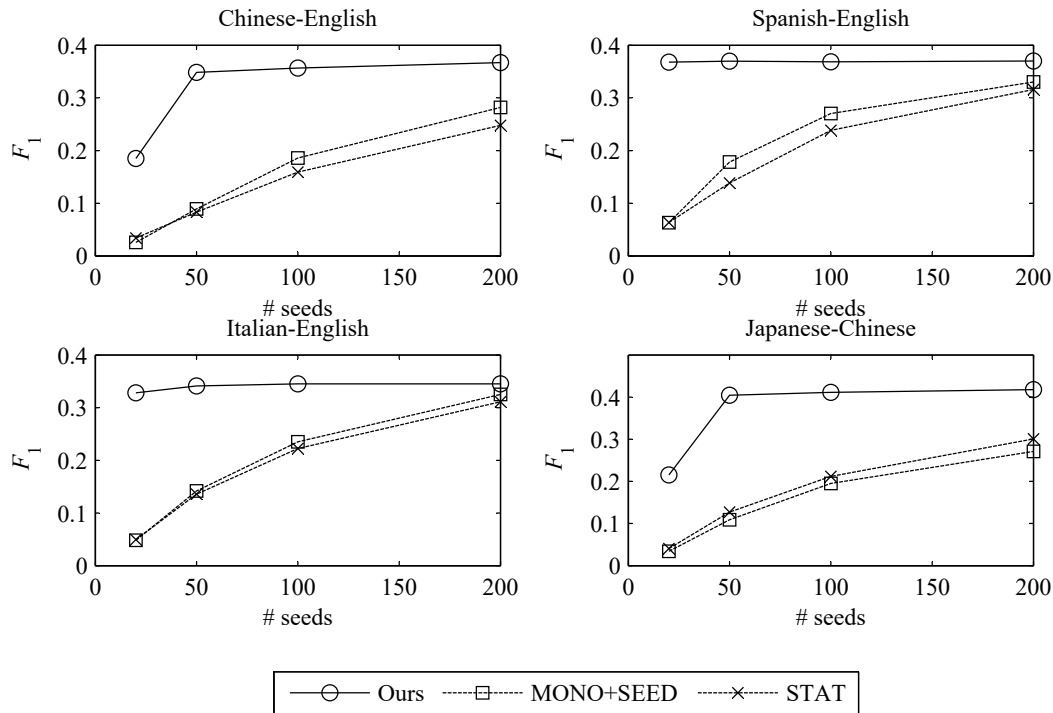 Chinese-English
Spanish-English
0.4
0.3
0.2
0.1
0
F1
0 50 100 150 200
# seeds
0.4
0.3
0.2
0.1
0
F1
0 50 100 150 200
# seeds
Italian-English
Japanese-Chinese
0.4
0.3
0.2
0.1
0
F1
0 50 100 150 200
# seeds
0.4
0.3
0.2
0.1
0
F1
0 50 100 150 200
# seeds
Ours MONO+SEED STAT